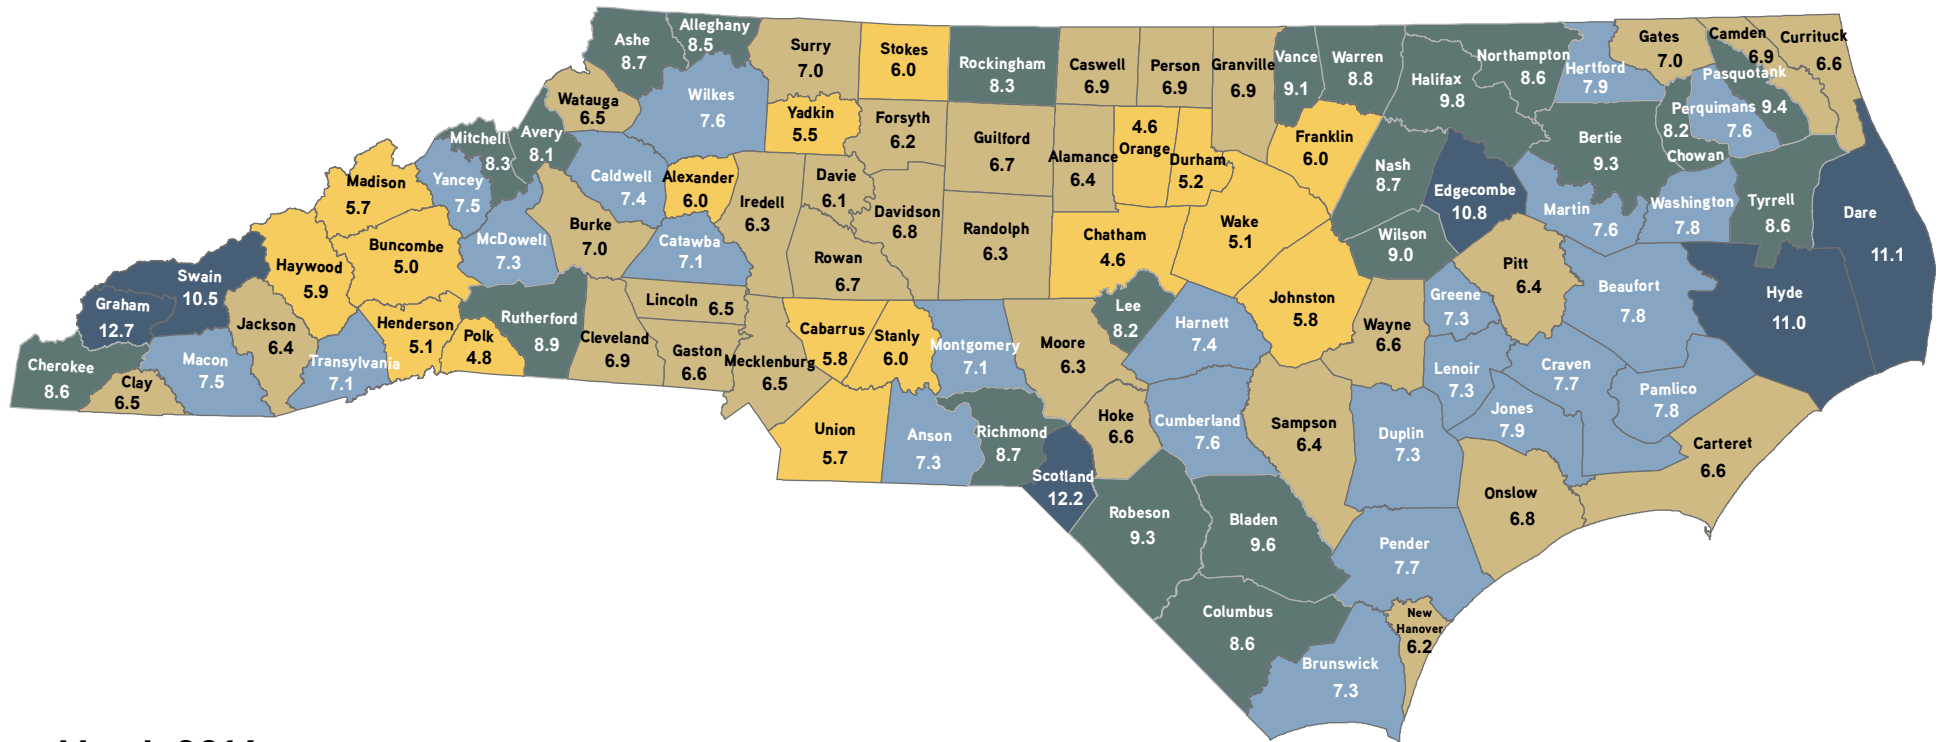 Alleghany
8.5
Ashe
8.7
Surry
7.0
Stokes
6.0
Rockingham
8.3
Caswell
6.9
Person
6.9
Granville
6.9
Vance
9.1
Warren
8.8
Halifax
9.8
Northampton
8.6
Hertford
7.9
Gates
7.0
Camden
6.9
Currituck
6.6
Pasquotank
9.4
Perquimans
7.6
8.2
Chowan
Bertie
9.3
Watauga
6.5
Wilkes
7.6
Yadkin
5.5
Forsyth
6.2
Guilford
6.7
Alamance
6.4
4.6
Orange
Durham
5.2
Franklin
6.0
Nash
8.7
Edgecombe
10.8
Martin
7.6
Washington
7.8
Tyrrell
8.6
Dare
11.1
Mitchell
8.3
Avery
8.1
Yancey
7.5
Madison
5.7
Caldwell
7.4
Alexander
6.0
Iredell
6.3
Davie
6.1
Davidson
6.8
Randolph
6.3
Chatham
4.6
Wake
5.1
Wilson
9.0
Pitt
6.4
Beaufort
7.8
Hyde
11.0
Buncombe
5.0
McDowell
7.3
Burke
7.0
Catawba
7.1
Rowan
6.7
Haywood
5.9
Swain
10.5
Graham
12.7
Jackson
6.4
Henderson
5.1
Polk
4.8
Rutherford
8.9
Cleveland
6.9
Lincoln
6.5
Gaston
6.6
Mecklenburg
6.5
Cabarrus
5.8
Stanly
6.0
Montgomery
7.1
Moore
6.3
Lee
8.2
Harnett
7.4
Johnston
5.8
Wayne
6.6
Greene
7.3
Lenoir
7.3
Craven
7.7
Pamlico
7.8
Jones
7.9
Carteret
6.6
Cherokee
8.6
Clay
6.5
Macon
7.5
Transylvania
7.1
Union
5.7
Anson
7.3
Richmond
8.7
Scotland
12.2
Hoke
6.6
Cumberland
7.6
Sampson
6.4
Duplin
7.3
Onslow
6.8
Robeson
9.3
Bladen
9.6
Pender
7.7
Columbus
8.6
New
Hanover
6.2
Brunswick
7.3